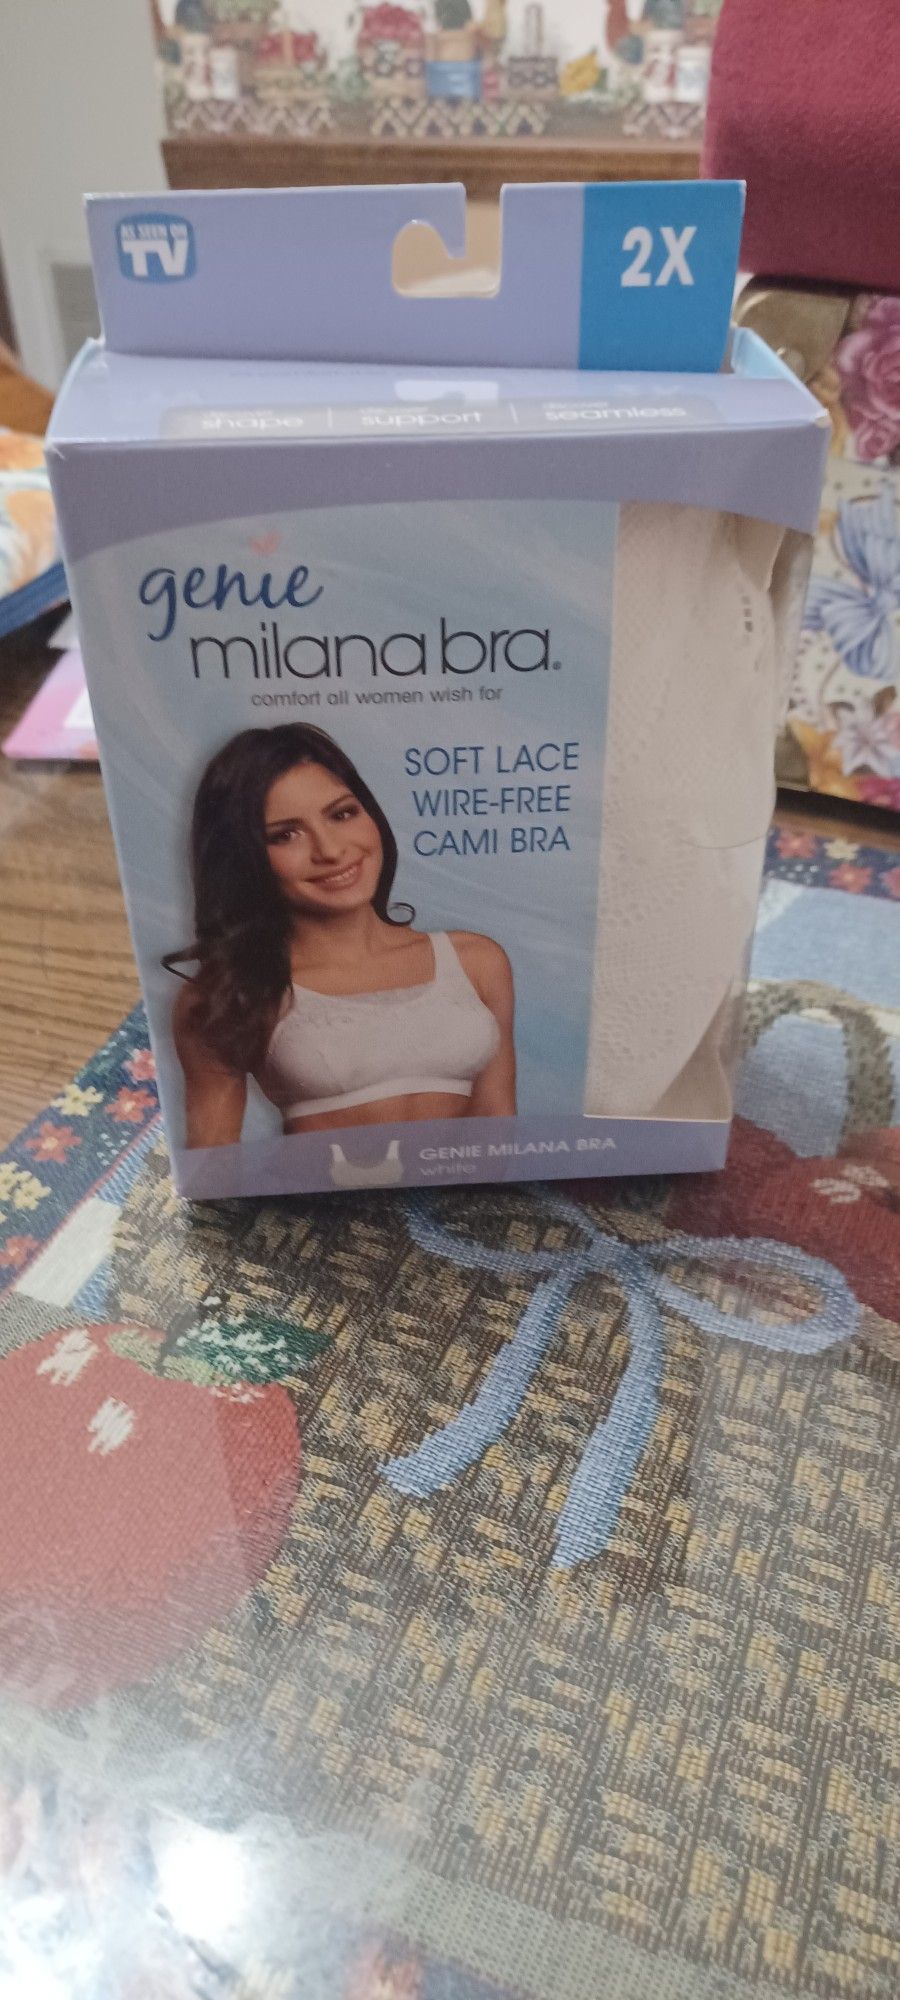 AS SEEN ON
TV
2X
shape | support | seamless
genie
milana bra®
comfort all women wish for
SOFT LACE
WIRE-FREE
CAMI BRA
GENIE MILANA BRA
white